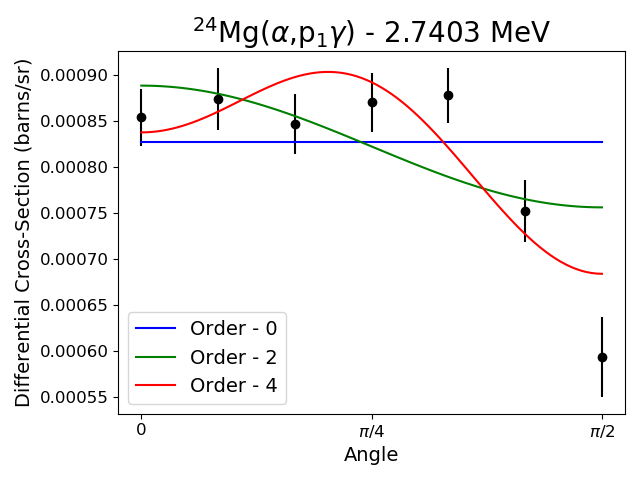 ²⁴Mg(α,p₁γ) - 2.7403 MeV
Differential Cross-Section (barns/sr)
0.00090
0.00085
0.00080
0.00075
0.00070
0.00065
0.00060
0.00055
Order - 0
Order - 2
Order - 4
0 π/4 π/2
Angle